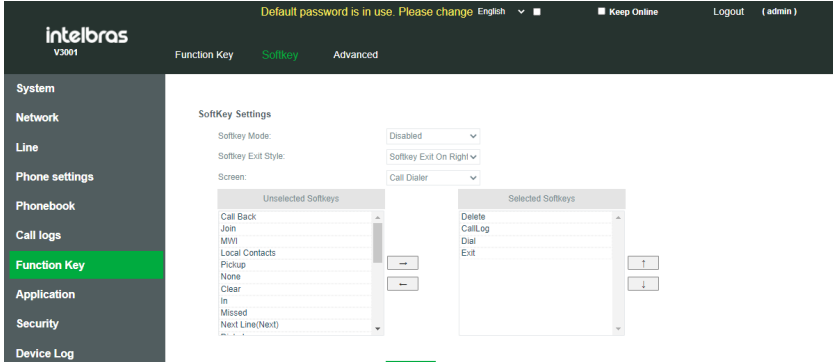 Default password is in use. Please change English Keep Online Logout ( admin )
intelbras
V3001
Function Key Softkey Advanced
System
Network
Line
Phone settings
Phonebook
Call logs
Function Key
Application
Security
Device Log
SoftKey Settings
Softkey Mode: Disabled
Softkey Exit Style: Softkey Exit On Right
Screen: Call Dialer
Unselected Softkeys
Call Back
Join
MWI
Local Contacts
Pickup
None
Clear
In
Missed
Next Line(Next)
→
←
Selected Softkeys
Delete
CallLog
Dial
Exit
↑
↓